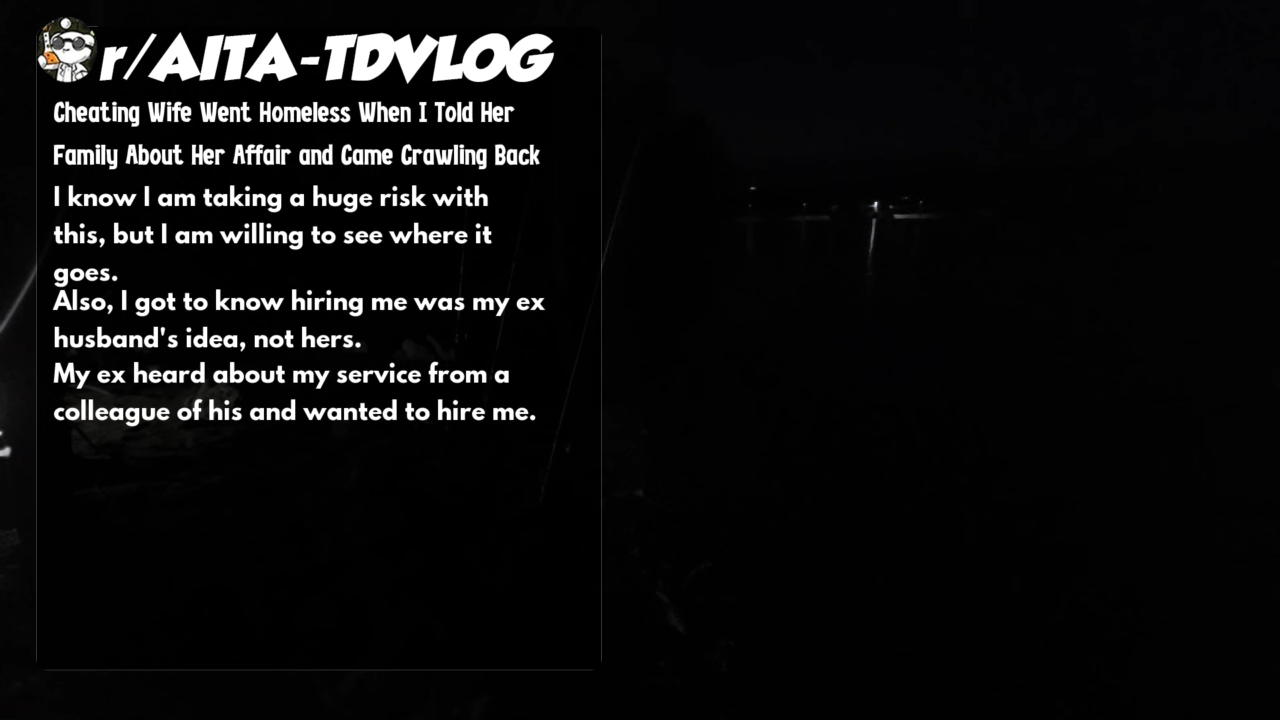 r/AITA-TDVLOG
Cheating Wife Went Homeless When I Told Her
Family About Her Affair and Came Crawling Back
I know I am taking a huge risk with
this, but I am willing to see where it
goes.
Also, I got to know hiring me was my ex
husband's idea, not hers.
My ex heard about my service from a
colleague of his and wanted to hire me.